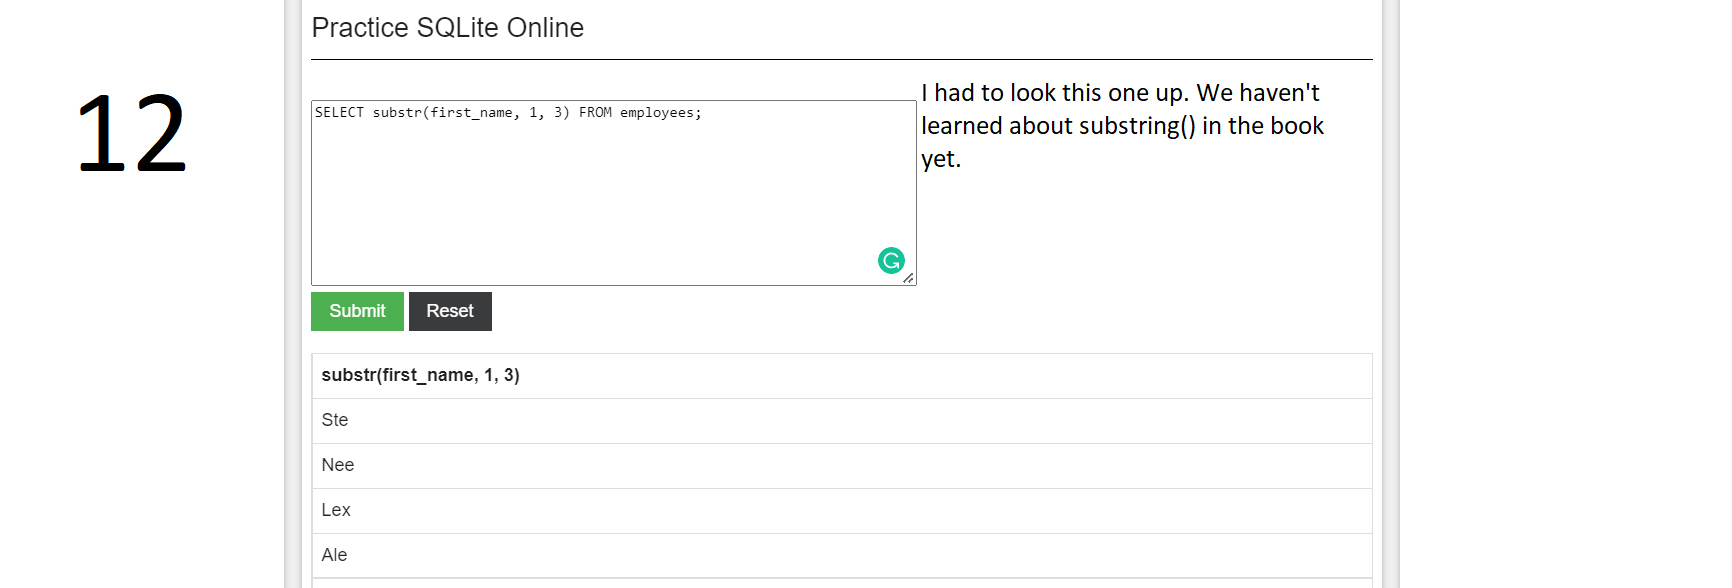 Practice SQLite Online
12
SELECT substr(first_name, 1, 3) FROM employees;
I had to look this one up. We haven't
learned about substring() in the book
yet.
Submit Reset
substr(first_name, 1, 3)
Ste
Nee
Lex
Ale